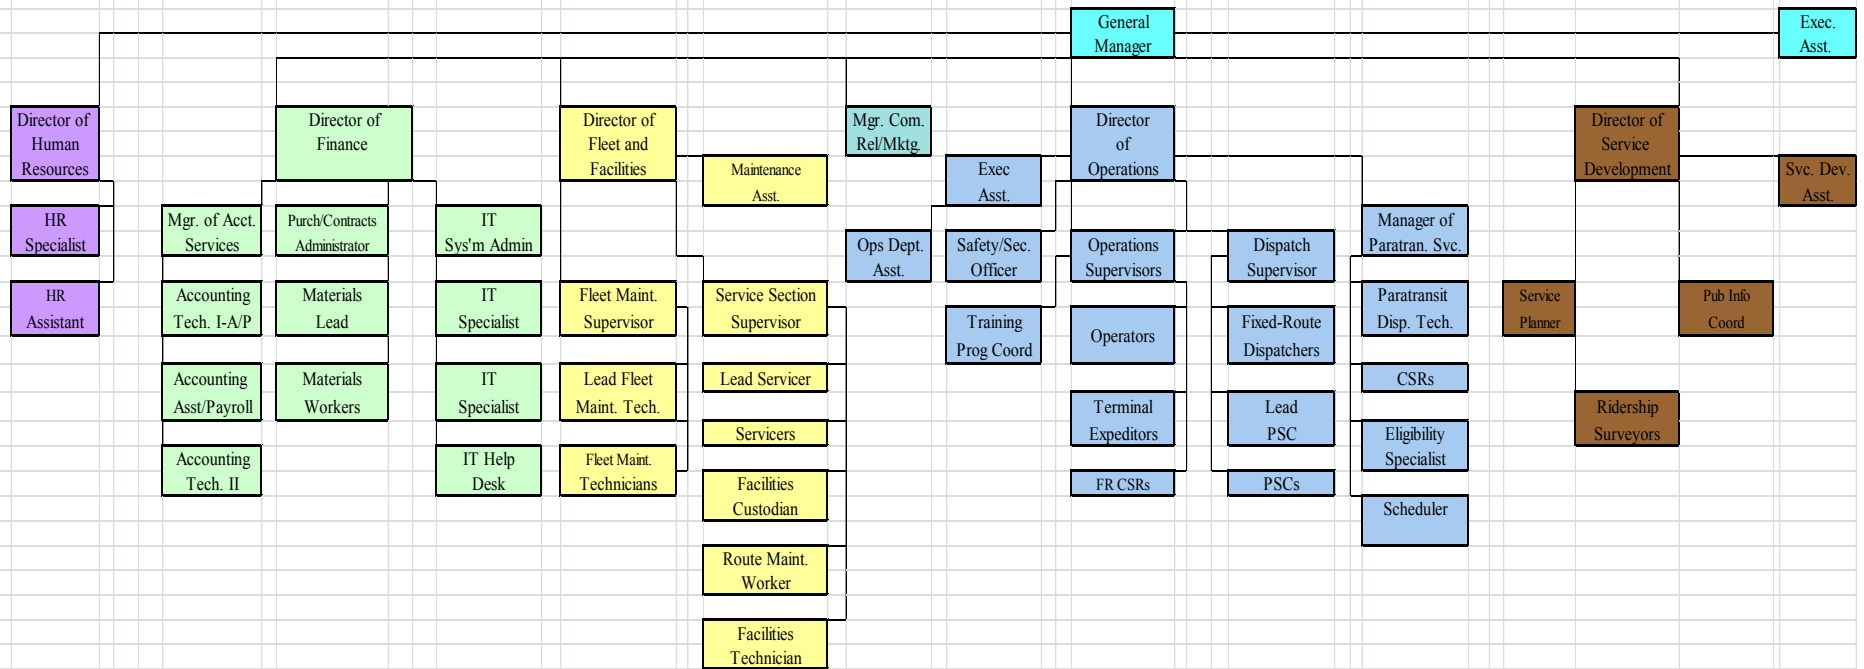 General
Manager
Exec.
Asst.
Director of
Human
Resources
Director of
Finance
Director of
Fleet and
Facilities
Mgr. Com.
Rel/Mktg.
Director
of
Operations
Director of
Service
Development
Maintenance
Asst.
Exec
Asst.
Svc. Dev.
Asst.
HR
Specialist
Mgr. of Acct.
Services
Purch/Contracts
Administrator
IT
Sys'm Admin
Ops Dept.
Asst.
Safety/Sec.
Officer
Operations
Supervisors
Dispatch
Supervisor
Manager of
Paratran. Svc.
HR
Assistant
Accounting
Tech. I-A/P
Materials
Lead
IT
Specialist
Fleet Maint.
Supervisor
Service Section
Supervisor
Training
Prog Coord
Operators
Fixed-Route
Dispatchers
Paratransit
Disp. Tech.
Service
Planner
Pub Info
Coord
Accounting
Asst/Payroll
Materials
Workers
IT
Specialist
Lead Fleet
Maint. Tech.
Lead Servicer
Servicers
Terminal
Expeditors
Lead
PSC
CSRs
Eligibility
Specialist
Ridership
Surveyors
Accounting
Tech. II
IT Help
Desk
Fleet Maint.
Technicians
Facilities
Custodian
FR CSRs
PSCs
Scheduler
Route Maint.
Worker
Facilities
Technician